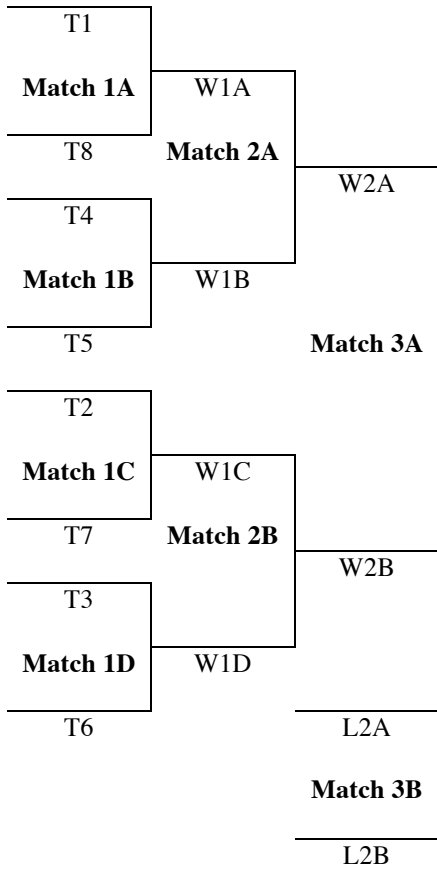 T1
Match 1A
W1A
T8
Match 2A
W2A
T4
Match 1B
W1B
T5
Match 3A
T2
Match 1C
W1C
T7
Match 2B
W2B
T3
Match 1D
W1D
T6
L2A
Match 3B
L2B